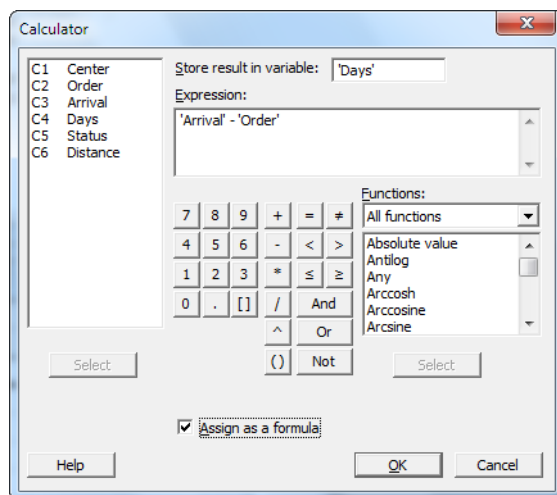 Calculator
x
C1 Center
C2 Order
C3 Arrival
C4 Days
C5 Status
C6 Distance
Store result in variable: 'Days'
Expression:
'Arrival' - 'Order'
Functions:
All functions
7 8 9 + = ≠
4 5 6 - < >
1 2 3 * ≤ ≥
0 . [] / And
^ Or
() Not
Absolute value
Antilog
Any
Arccosh
Arccosine
Arcsine
Select
Select
Assign as a formula
Help
OK
Cancel